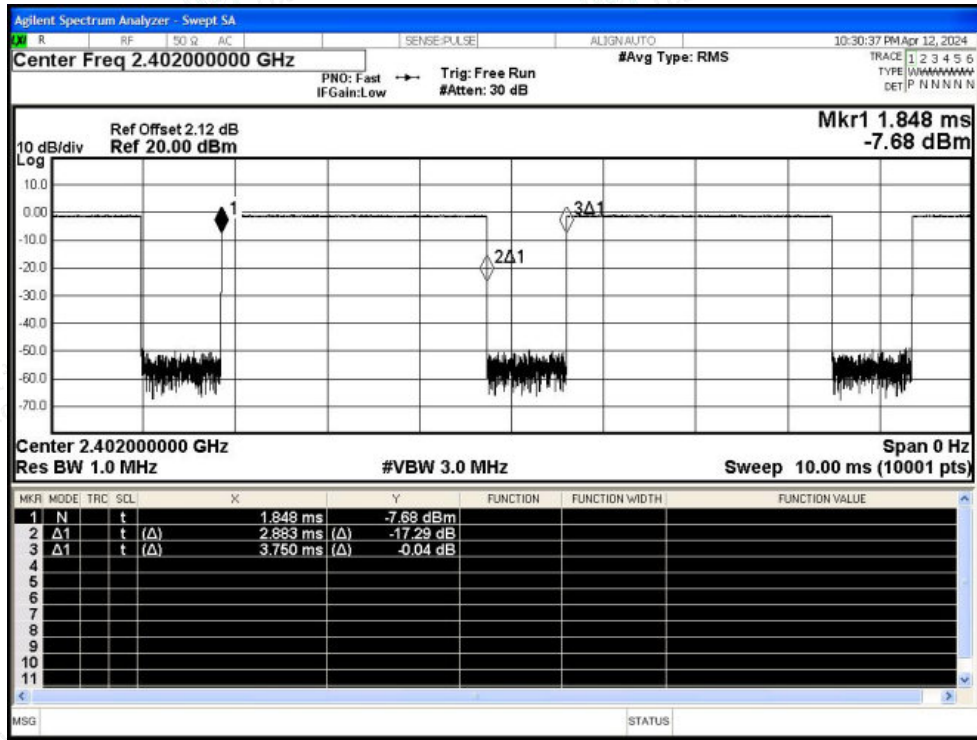 Agilent Spectrum Analyzer - Swept SA
LXI R RF 50 Ω AC SENSE:PULSE ALIGNAUTO 10:30:37 PM Apr 12, 2024
Center Freq 2.402000000 GHz #Avg Type: RMS TRACE 1 2 3 4 5 6
PNO: Fast Trig: Free Run TYPE WWWWWW
IFGain:Low #Atten: 30 dB DET P N N N N N
Mkr1 1.848 ms
Ref Offset 2.12 dB
10 dB/div Ref 20.00 dBm -7.68 dBm
Log
10.0
0.00
1
3Δ1
-10.0
-20.0
2Δ1
-30.0
-40.0
-50.0
-60.0
-70.0
Center 2.402000000 GHz Span 0 Hz
Res BW 1.0 MHz #VBW 3.0 MHz Sweep 10.00 ms (10001 pts)
MKR MODE TRC SCL X Y FUNCTION FUNCTION WIDTH FUNCTION VALUE
1 N t 1.848 ms -7.68 dBm
2 Δ1 t (Δ) 2.883 ms (Δ) -17.29 dB
3 Δ1 t (Δ) 3.750 ms (Δ) -0.04 dB
4
5
6
7
8
9
10
11
MSG STATUS